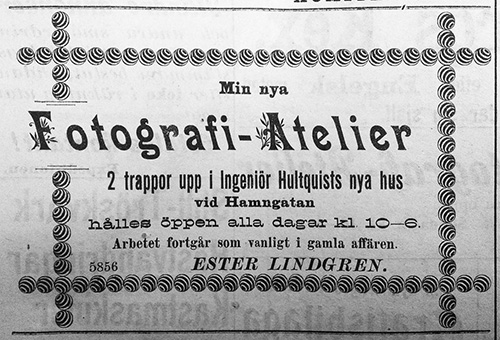 Min nya
Fotografi-Atelier
2 trappor upp i Ingeniör Hultquists nya hus
vid Hamngatan
hålles öppen alla dagar kl. 10—6.
Arbetet fortgår som vanligt i gamla affären.
5856 ESTER LINDGREN.